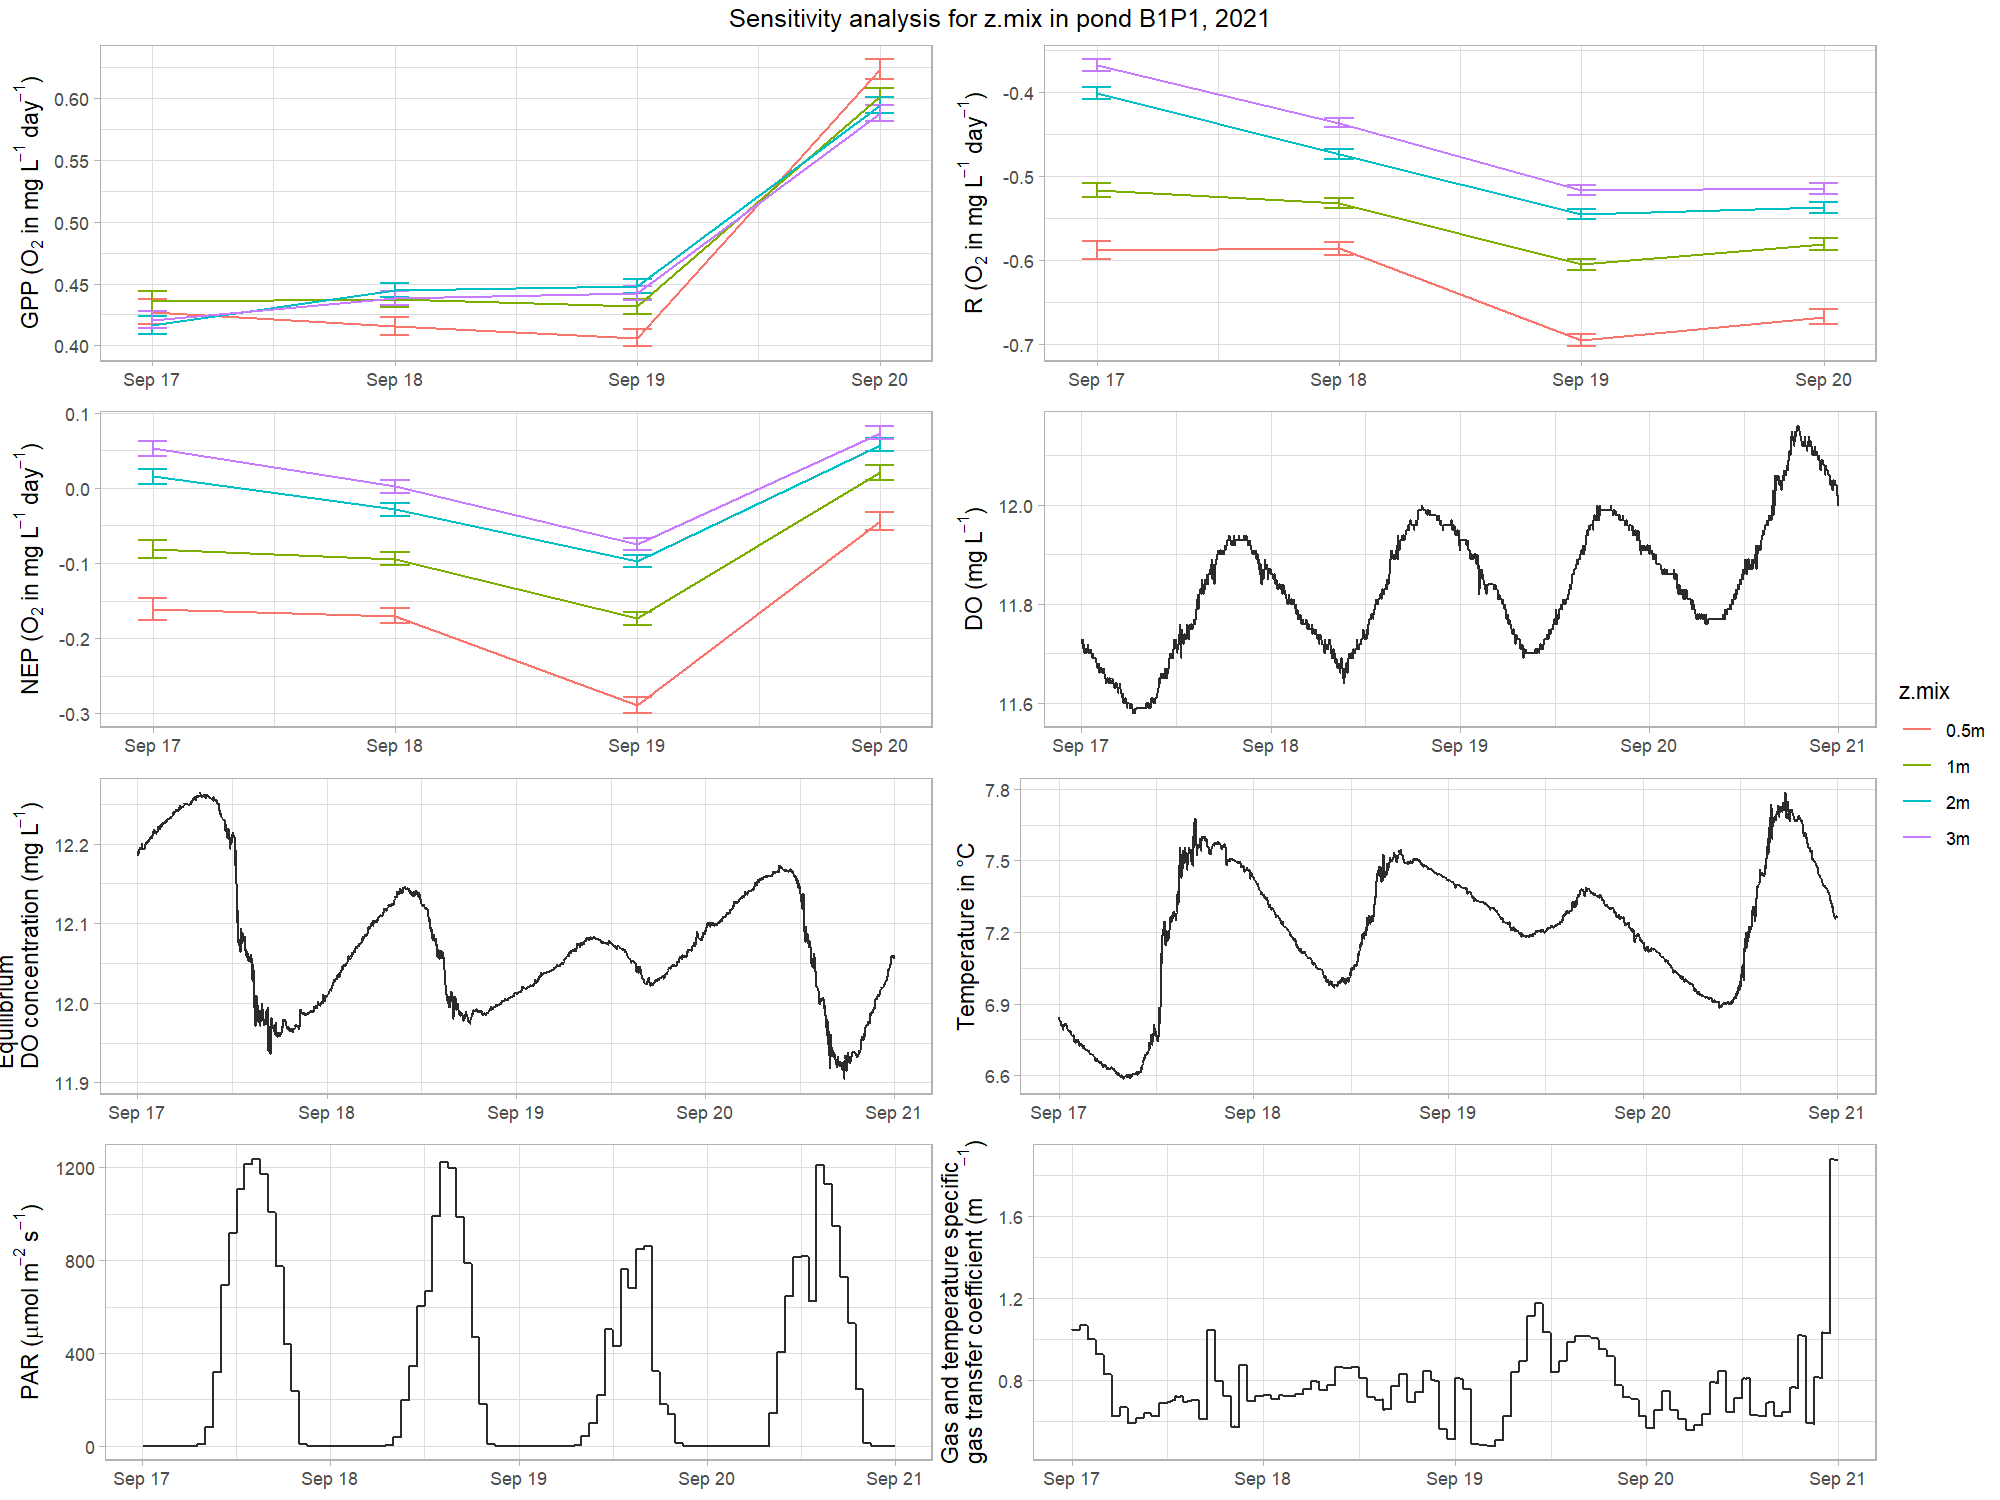 Sensitivity analysis for z.mix in pond B1P1, 2021
GPP (O₂ in mg L⁻¹ day⁻¹)
0.60
0.55
0.50
0.45
0.40
Sep 17 Sep 18 Sep 19 Sep 20
R (O₂ in mg L⁻¹ day⁻¹)
-0.4
-0.5
-0.6
-0.7
Sep 17 Sep 18 Sep 19 Sep 20
NEP (O₂ in mg L⁻¹ day⁻¹)
0.1
0.0
-0.1
-0.2
-0.3
Sep 17 Sep 18 Sep 19 Sep 20
DO (mg L⁻¹)
12.0
11.8
11.6
Sep 17 Sep 18 Sep 19 Sep 20 Sep 21
z.mix
0.5m
1m
2m
3m
Equilibrium
DO concentration (mg L⁻¹)
12.2
12.1
12.0
11.9
Sep 17 Sep 18 Sep 19 Sep 20 Sep 21
Temperature in °C
7.8
7.5
7.2
6.9
6.6
Sep 17 Sep 18 Sep 19 Sep 20 Sep 21
PAR (μmol m⁻² s⁻¹)
1200
800
400
0
Sep 17 Sep 18 Sep 19 Sep 20 Sep 21
Gas and temperature specific
gas transfer coefficient (m⁻¹)
1.6
1.2
0.8
Sep 17 Sep 18 Sep 19 Sep 20 Sep 21